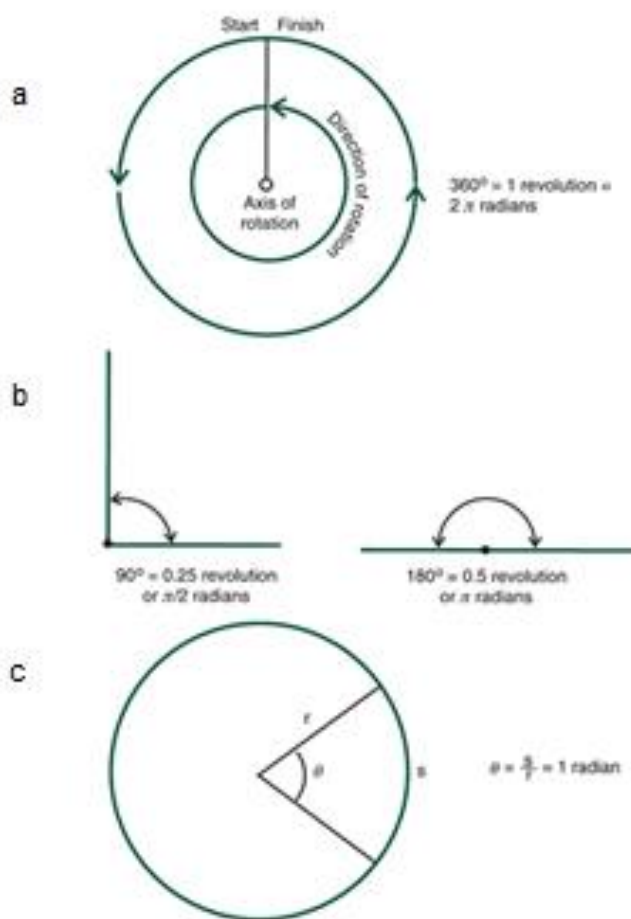 Start Finish
a
Direction of rotation
Axis of
rotation
360° = 1 revolution =
2 π radians
b
90° = 0.25 revolution
or π/2 radians
180° = 0.5 revolution
or π radians
c
r
θ
s
θ = s/r = 1 radian